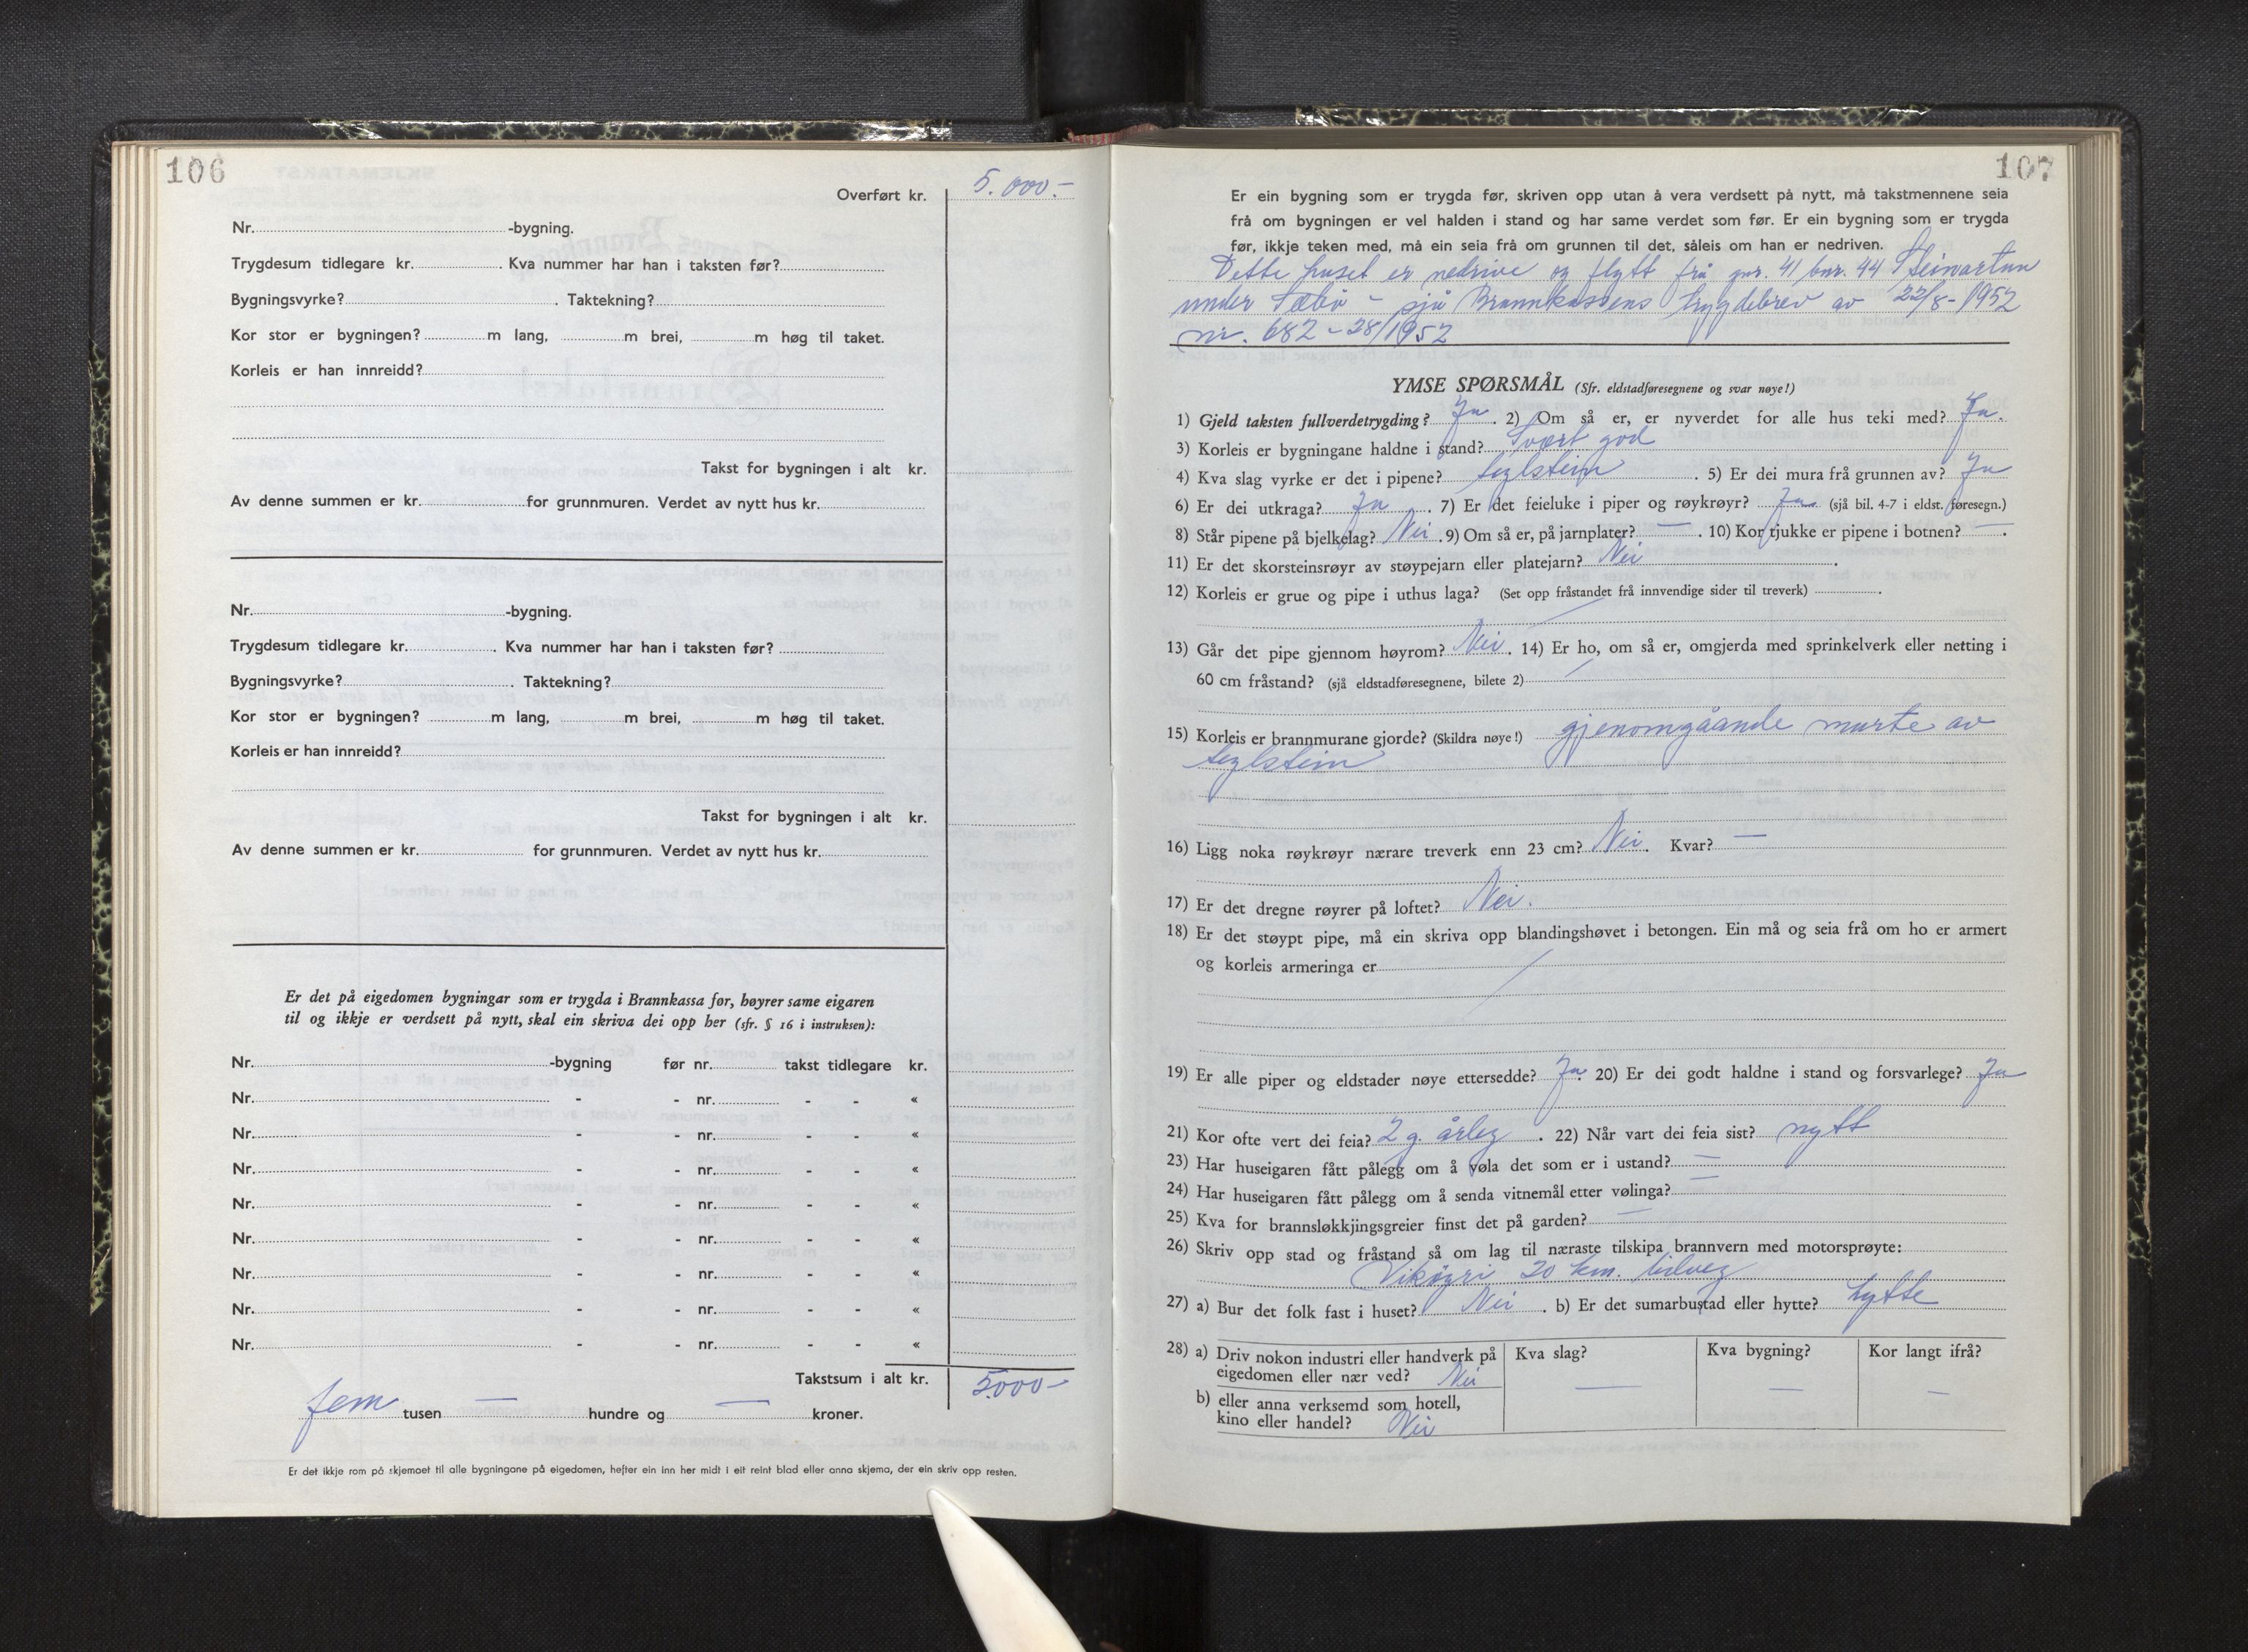 106
Overført kr. 5.000.-
Nr. -bygning.
Trygdesum tidlegare kr. . Kva nummer har han i taksten før?
Bygningsvyrke? . Taktekning?
Kor stor er bygningen? m lang, m brei, m høg til taket.
Korleis er han innreidd?
Takst for bygningen i alt kr.
Av denne summen er kr. for grunnmuren. Verdet av nytt hus kr.
Nr. -bygning.
Trygdesum tidlegare kr. . Kva nummer har han i taksten før?
Bygningsvyrke? . Taktekning?
Kor stor er bygningen? m lang, m brei, m høg til taket.
Korleis er han innreidd?
Takst for bygningen i alt kr.
Av denne summen er kr. for grunnmuren. Verdet av nytt hus kr.
Er det på eigedomen bygningar som er trygda i Brannkassa før, høyrer same eigaren
til og ikkje er verdsett på nytt, skal ein skriva dei opp her (sfr. § 16 i instruksen):
Nr. -bygning før nr. takst tidlegare kr.
Nr. - - nr. - - «
Nr. - - nr. - - «
Nr. - - nr. - - «
Nr. - - nr. - - «
Nr. - - nr. - - «
Nr. - - nr. - - «
Nr. - - nr. - - «
Nr. - - nr. - - «
Takstsum i alt kr. 5000-
fem tusen — hundre og — kroner.
Er det ikkje rom på skjemaet til alle bygningane på eigedomen, hefter ein inn her midt i eit reint blad eller anna skjema, der ein skriv opp resten.
107
Er ein bygning som er trygda før, skriven opp utan å vera verdsett på nytt, må takstmennene seia
frå om bygningen er vel halden i stand og har same verdet som før. Er ein bygning som er trygda
før, ikkje teken med, må ein seia frå om grunnen til det, såleis om han er nedriven.
Dette huset er nedrive og flytt frå gnr. 41 bnr. 44 Steinartun
under Sæbø - sjå Brannkassens trygdebrev av 22/8-1952
nr. 682 - 28/1952
YMSE SPØRSMÅL (Sfr. eldstadføresegnene og svar nøye!)
1) Gjeld taksten fullverdetrygding? Ja . 2) Om så er, er nyverdet for alle hus teki med? Ja.
3) Korleis er bygningane haldne i stand? Svært god
4) Kva slag vyrke er det i pipene? teglstein . 5) Er dei mura frå grunnen av? Ja
6) Er dei utkraga? Ja . 7) Er det feieluke i piper og røykrøyr? Ja (sjå bil. 4-7 i eldst. føresegn.)
8) Står pipene på bjelkelag? Nei . 9) Om så er, på jarnplater? — . 10) Kor tjukke er pipene i botnen? — .
11) Er det skorsteinsrøyr av støypejarn eller platejarn? Nei .
12) Korleis er grue og pipe i uthus laga? (Set opp fråstandet frå innvendige sider til treverk) .
13) Går det pipe gjennom høyrom? Nei . 14) Er ho, om så er, omgjerda med sprinkelverk eller netting i
60 cm fråstand? (sjå eldstadføresegnene, bilete 2)
15) Korleis er brannmurane gjorde? (Skildra nøye!) gjenomgåande murte av
teglstein
16) Ligg noka røykrøyr nærare treverk enn 23 cm? Nei . Kvar? —
17) Er det dregne røyrer på loftet? Nei.
18) Er det støypt pipe, må ein skriva opp blandingshøvet i betongen. Ein må og seia frå om ho er armert
og korleis armeringa er
19) Er alle piper og eldstader nøye ettersedde? Ja . 20) Er dei godt haldne i stand og forsvarlege? Ja
21) Kor ofte vert dei feia? 2 g. årleg . 22) Når vart dei feia sist? nytt
23) Har huseigaren fått pålegg om å vøla det som er i ustand? —
24) Har huseigaren fått pålegg om å senda vitnemål etter vølinga? —
25) Kva for brannsløkkjingsgreier finst det på garden? —
26) Skriv opp stad og fråstand så om lag til næraste tilskipa brannvern med motorsprøyte:
Vikøyri 20 km. bilveg
27) a) Bur det folk fast i huset? Nei . b) Er det sumarbustad eller hytte? hytte
28) a) Driv nokon industri eller handverk på Kva slag? Kva bygning? Kor langt ifrå?
eigedomen eller nær ved? Nei — — —
b) eller anna verksemd som hotell,
kino eller handel? Nei